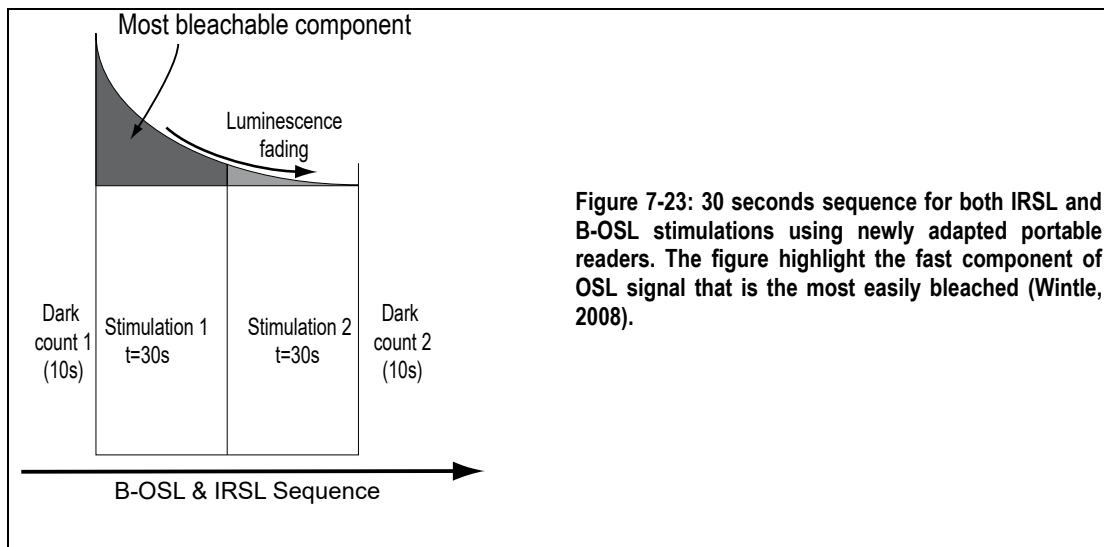 Most bleachable component
Luminescence
fading
Dark
count 1
(10s)
Stimulation 1
t=30s
Stimulation 2
t=30s
Dark
count 2
(10s)
B-OSL & IRSL Sequence
Figure 7-23: 30 seconds sequence for both IRSL and
B-OSL stimulations using newly adapted portable
readers. The figure highlight the fast component of
OSL signal that is the most easily bleached (Wintle,
2008).